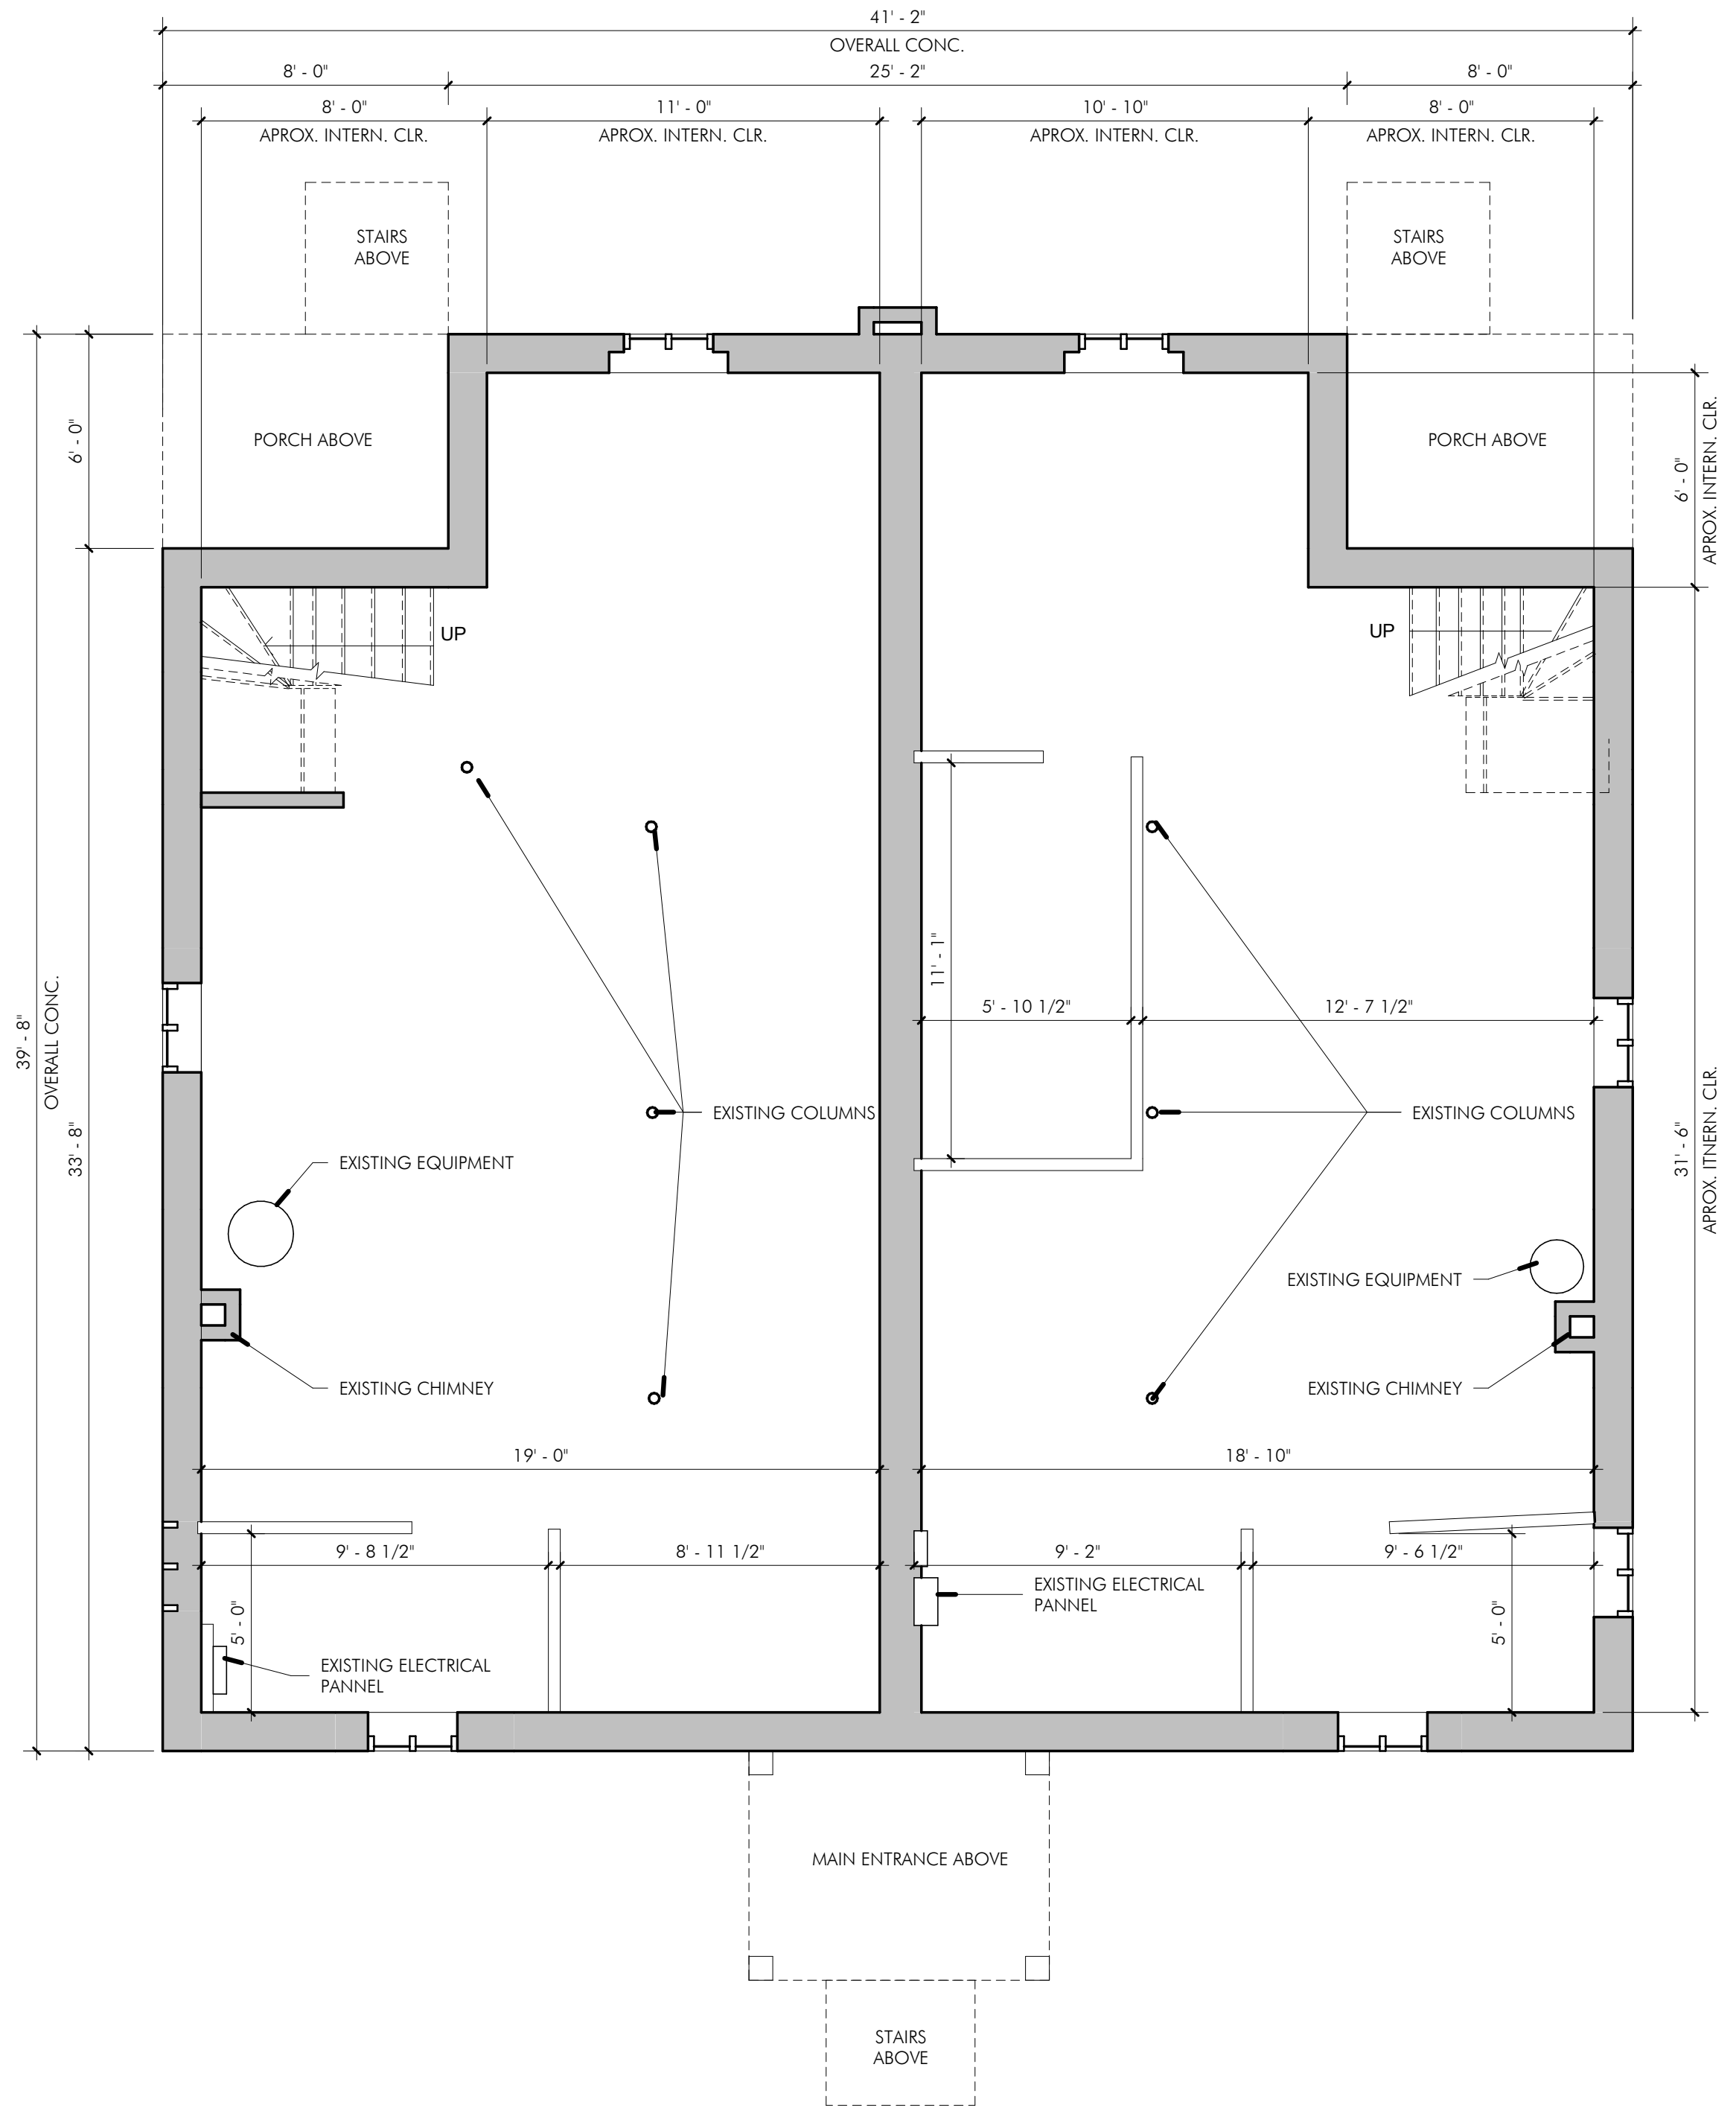 41' - 2"
OVERALL CONC.
8' - 0"
25' - 2"
8' - 0"
8' - 0"
11' - 0"
10' - 10"
8' - 0"
APROX. INTERN. CLR.
APROX. INTERN. CLR.
APROX. INTERN. CLR.
APROX. INTERN. CLR.
STAIRS
ABOVE
STAIRS
ABOVE
PORCH ABOVE
PORCH ABOVE
6' - 0"
6' - 0"
APROX. INTERN. CLR.
UP
UP
11' - 1"
5' - 10 1/2"
12' - 7 1/2"
39' - 8"
OVERALL CONC.
33' - 8"
EXISTING COLUMNS
EXISTING COLUMNS
31' - 6"
APROX. ITNERN. CLR.
EXISTING EQUIPMENT
EXISTING EQUIPMENT
EXISTING CHIMNEY
EXISTING CHIMNEY
19' - 0"
18' - 10"
9' - 8 1/2"
8' - 11 1/2"
9' - 2"
9' - 6 1/2"
EXISTING ELECTRICAL
PANNEL
5' - 0"
5' - 0"
EXISTING ELECTRICAL
PANNEL
MAIN ENTRANCE ABOVE
STAIRS
ABOVE